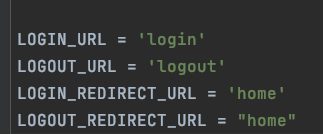 LOGIN_URL = 'login'
LOGOUT_URL = 'logout'
LOGIN_REDIRECT_URL = 'home'
LOGOUT_REDIRECT_URL = "home"